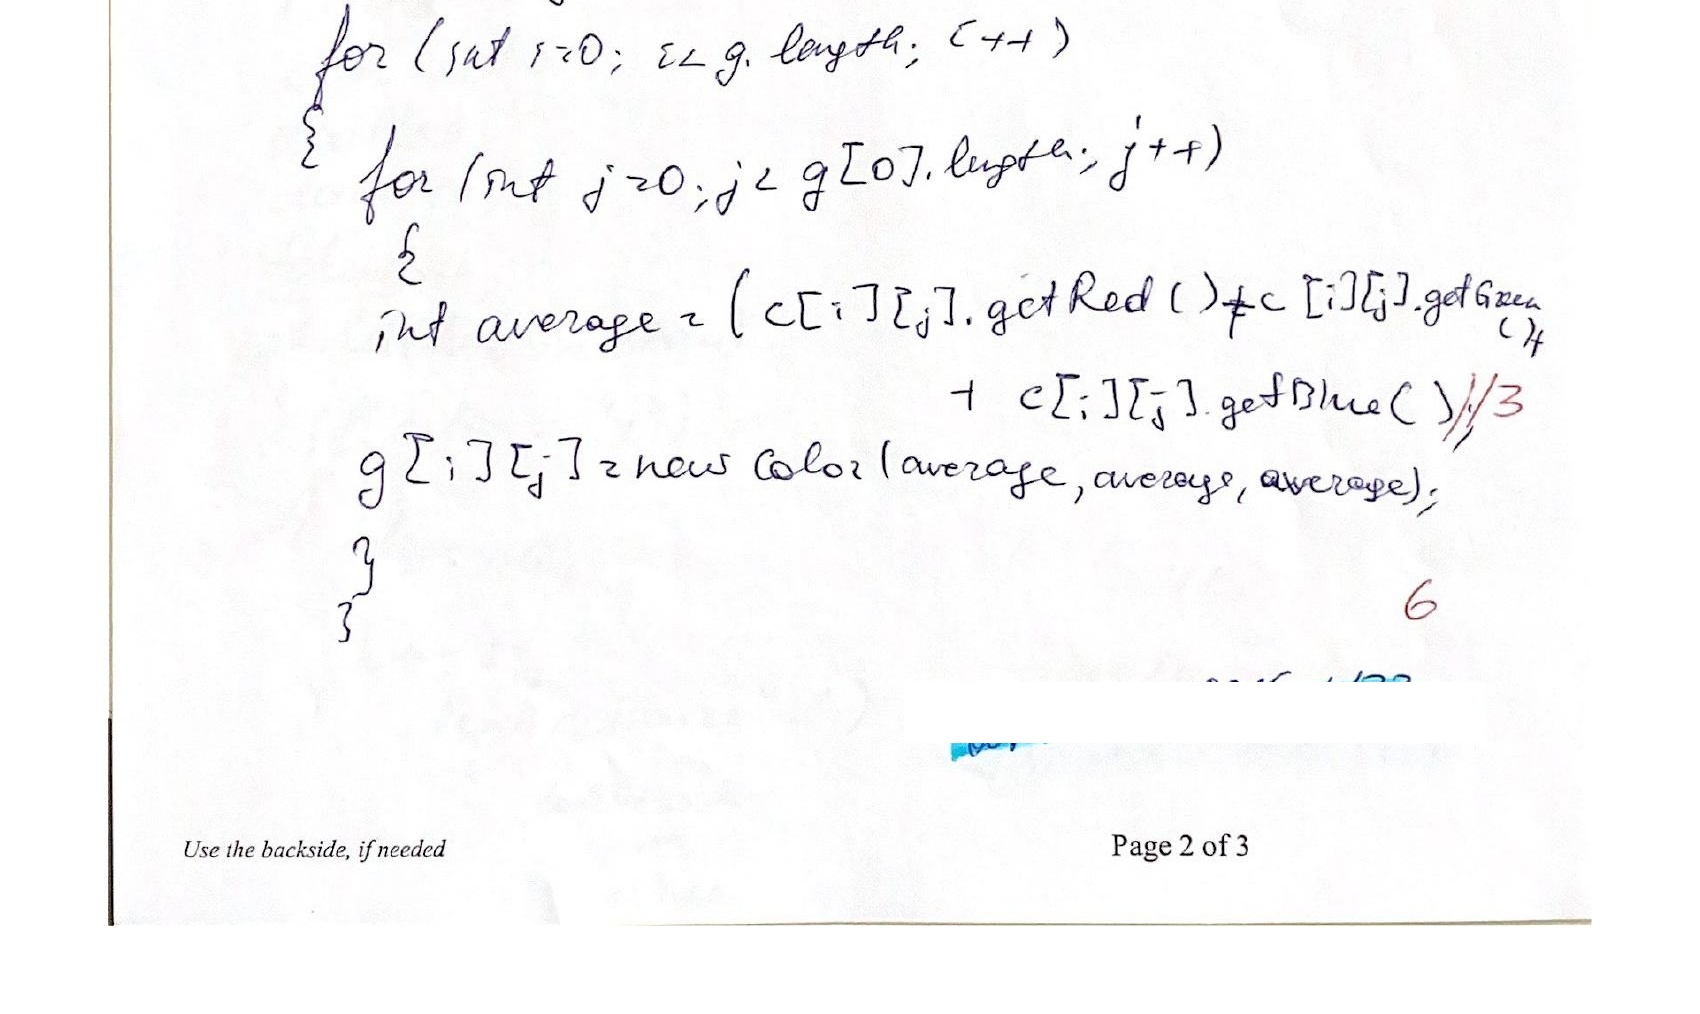 for (int i=0; i< g. length; i++)
{
for (int j=0; j< g[0]. length; j++)
{
int average = (c[i][j]. getRed ()+c [i][j].getGreen
()+
+ c[i][j]. getBlue());/3
g[i][j]=new Color(average, average, average);
}
}
6
Use the backside, if needed
Page 2 of 3